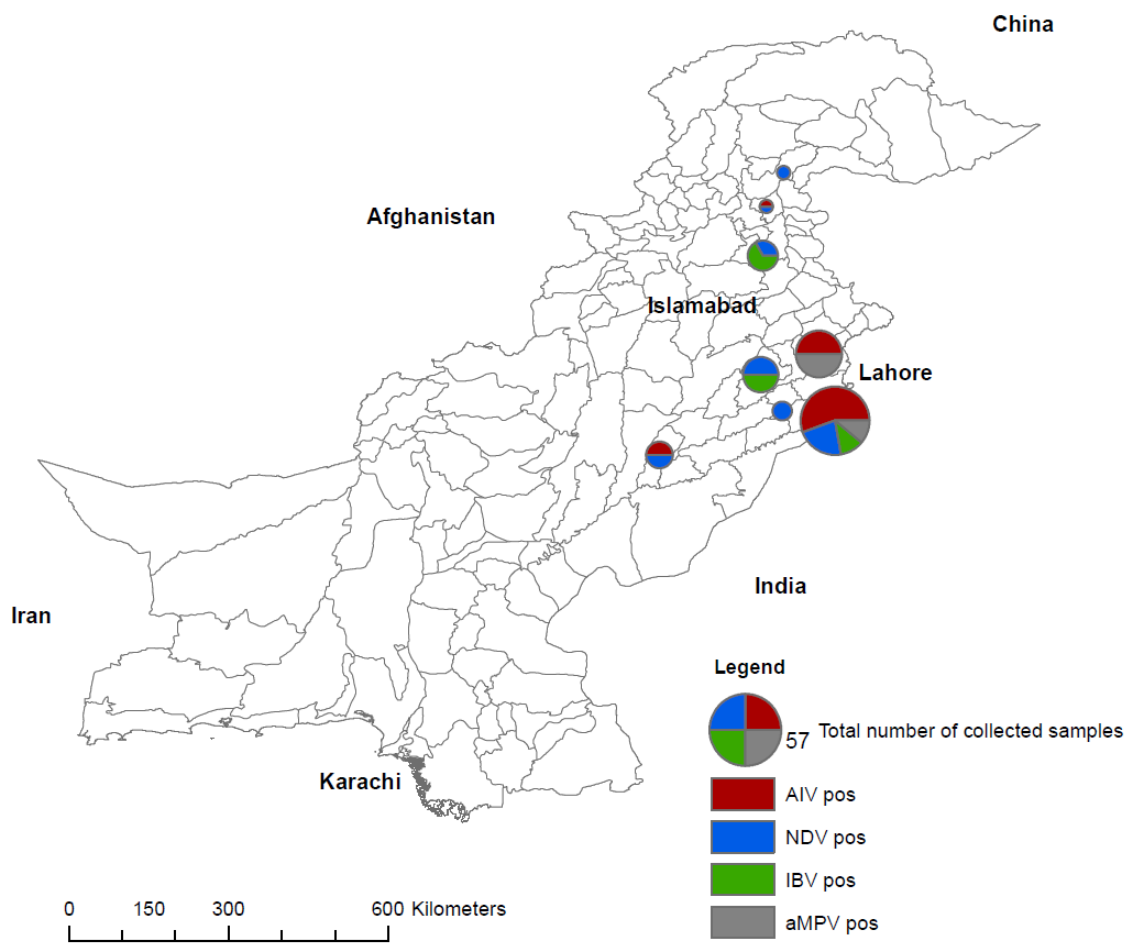 China
Afghanistan
Islamabad
Lahore
India
Iran
Karachi
Legend
57 Total number of collected samples
AIV pos
NDV pos
IBV pos
aMPV pos
0 150 300 600 Kilometers